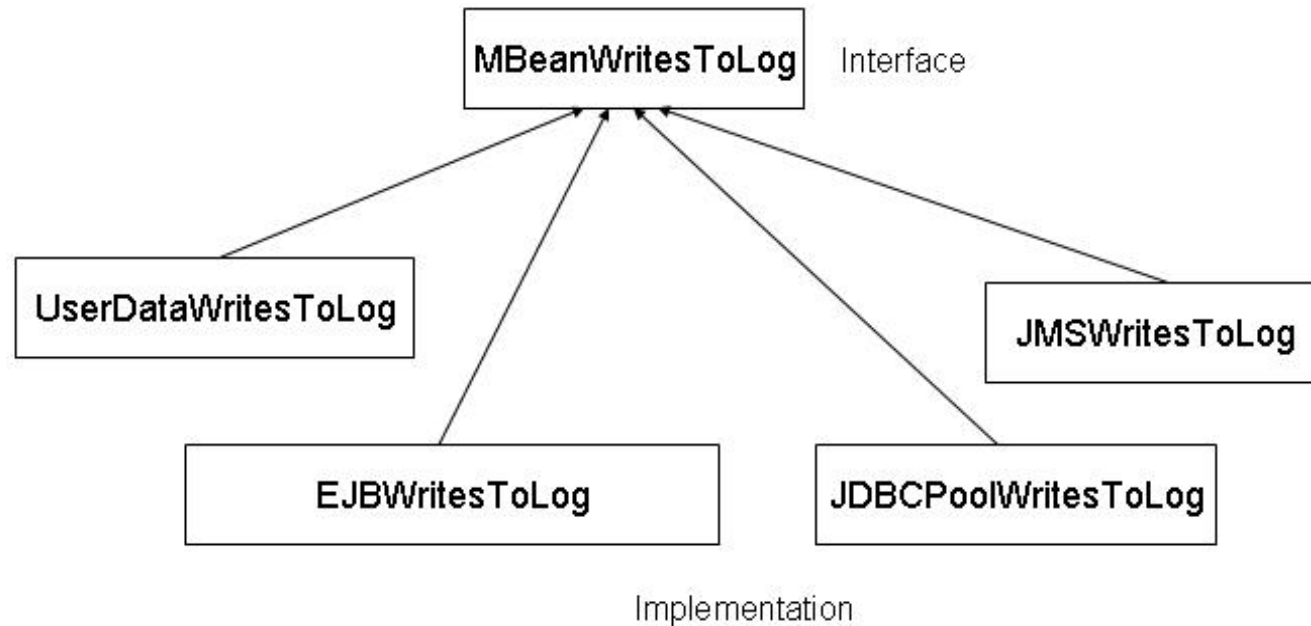 MBeanWritesToLog
Interface
UserDataWritesToLog
JMSWritesToLog
EJBWritesToLog
JDBCPoolWritesToLog
Implementation